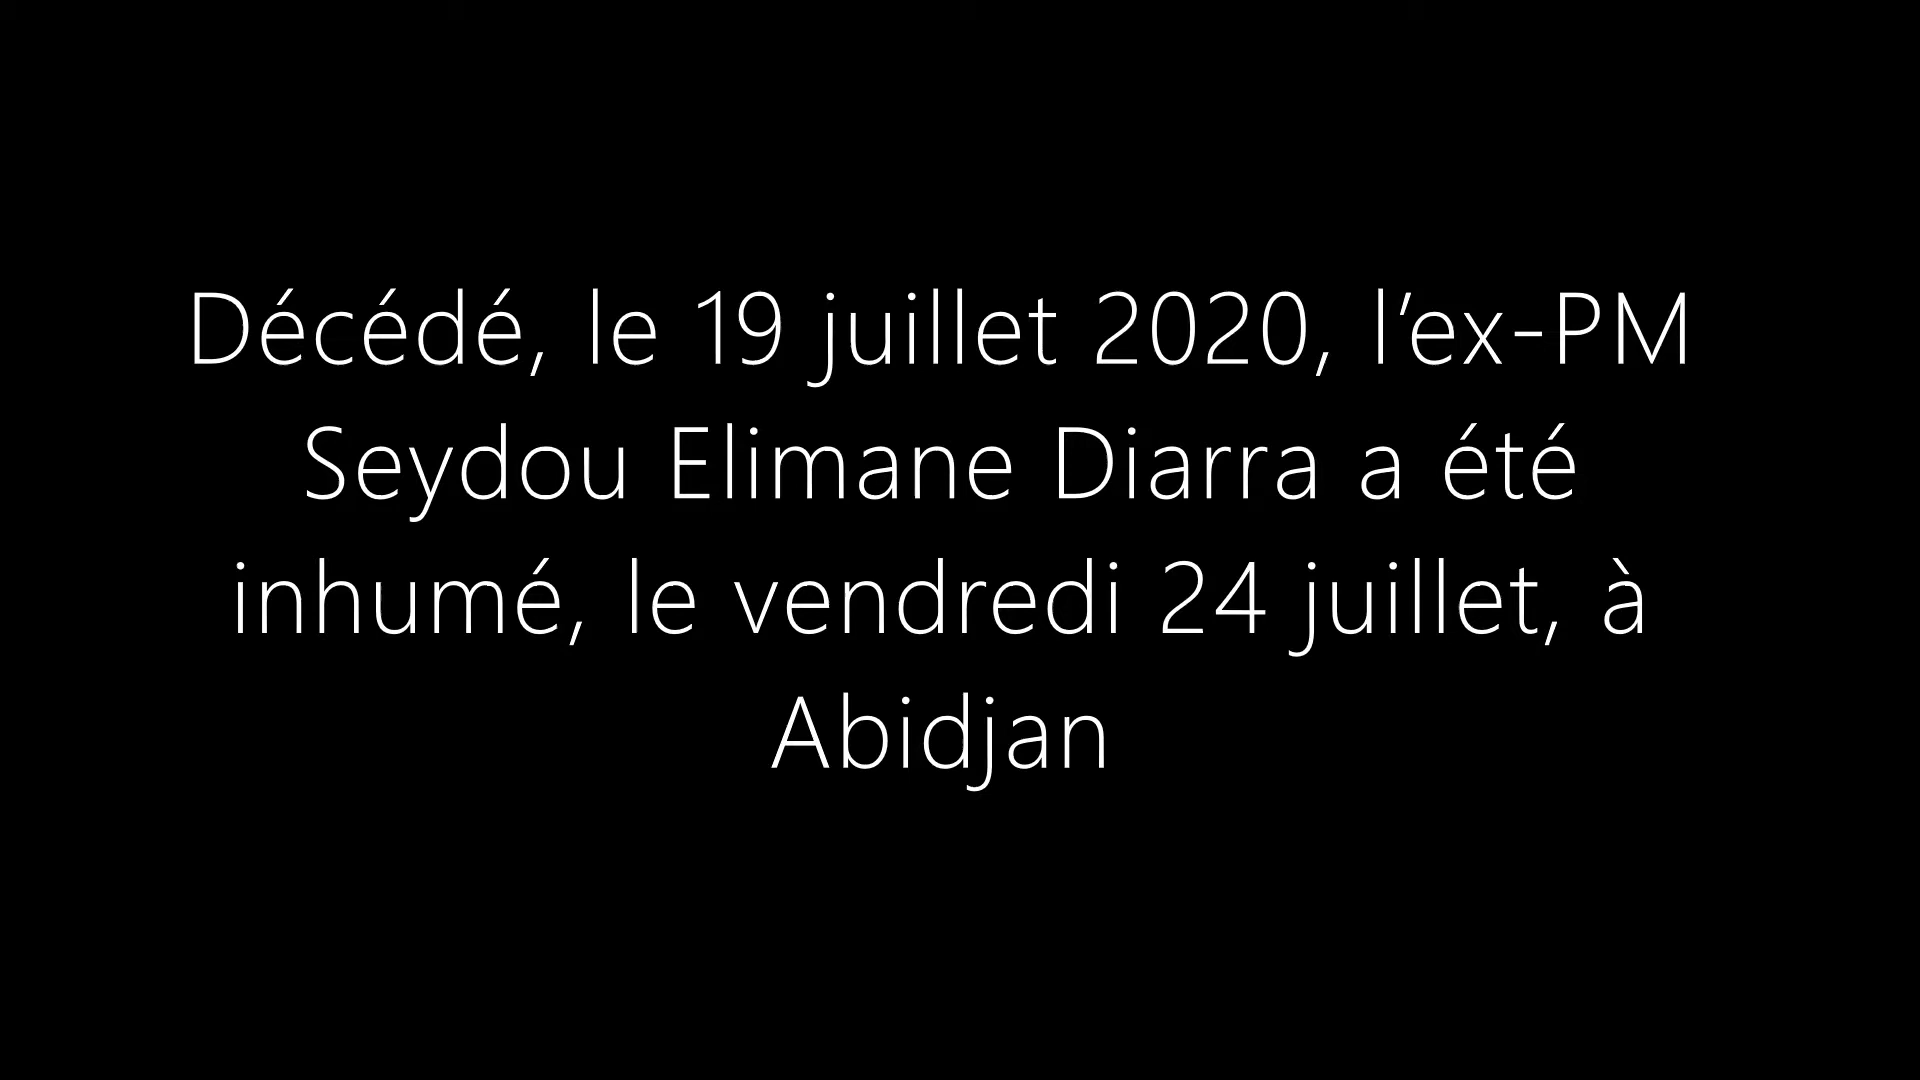 Décédé, le 19 juillet 2020, l’ex-PM
Seydou Elimane Diarra a été
inhumé, le vendredi 24 juillet, à
Abidjan